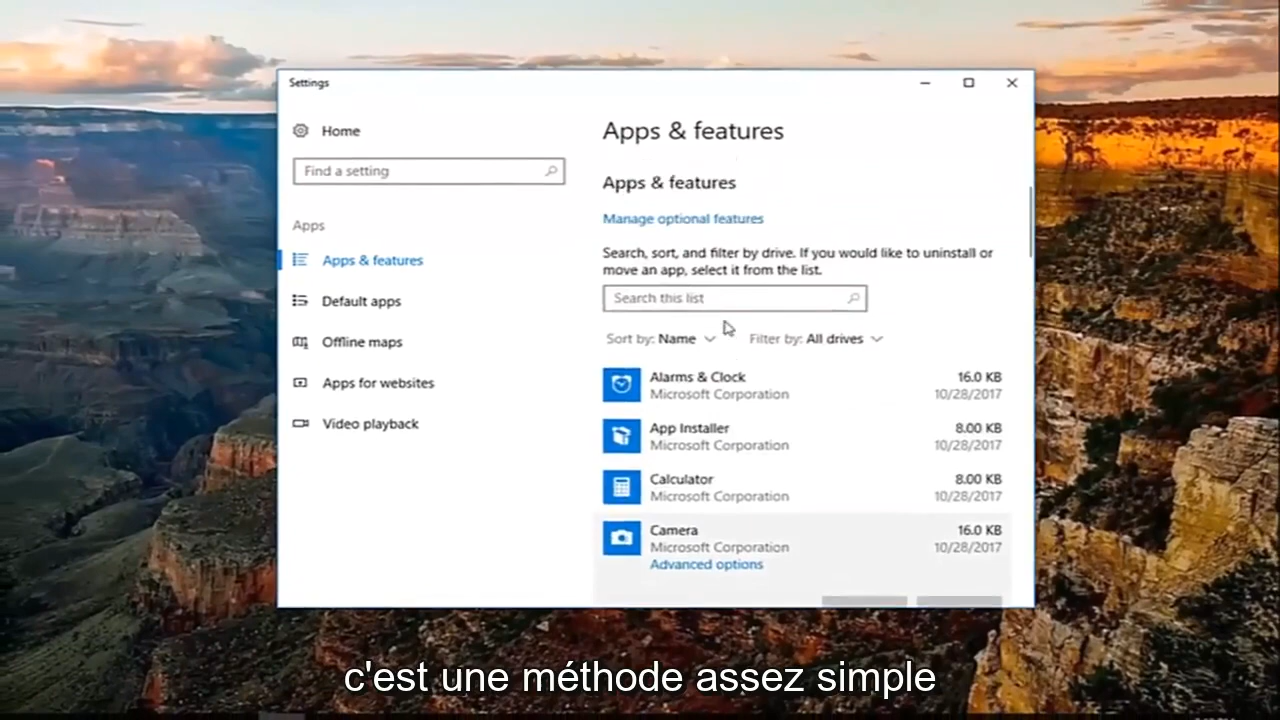 Settings
Home
Find a setting
Apps
Apps & features
Default apps
Offline maps
Apps for websites
Video playback
Apps & features
Apps & features
Manage optional features
Search, sort, and filter by drive. If you would like to uninstall or
move an app, select it from the list.
Search this list
Sort by: Name Filter by: All drives
Alarms & Clock 16.0 KB
Microsoft Corporation 10/28/2017
App Installer 8.00 KB
Microsoft Corporation 10/28/2017
Calculator 8.00 KB
Microsoft Corporation 10/28/2017
Camera 16.0 KB
Microsoft Corporation 10/28/2017
Advanced options
c'est une méthode assez simple